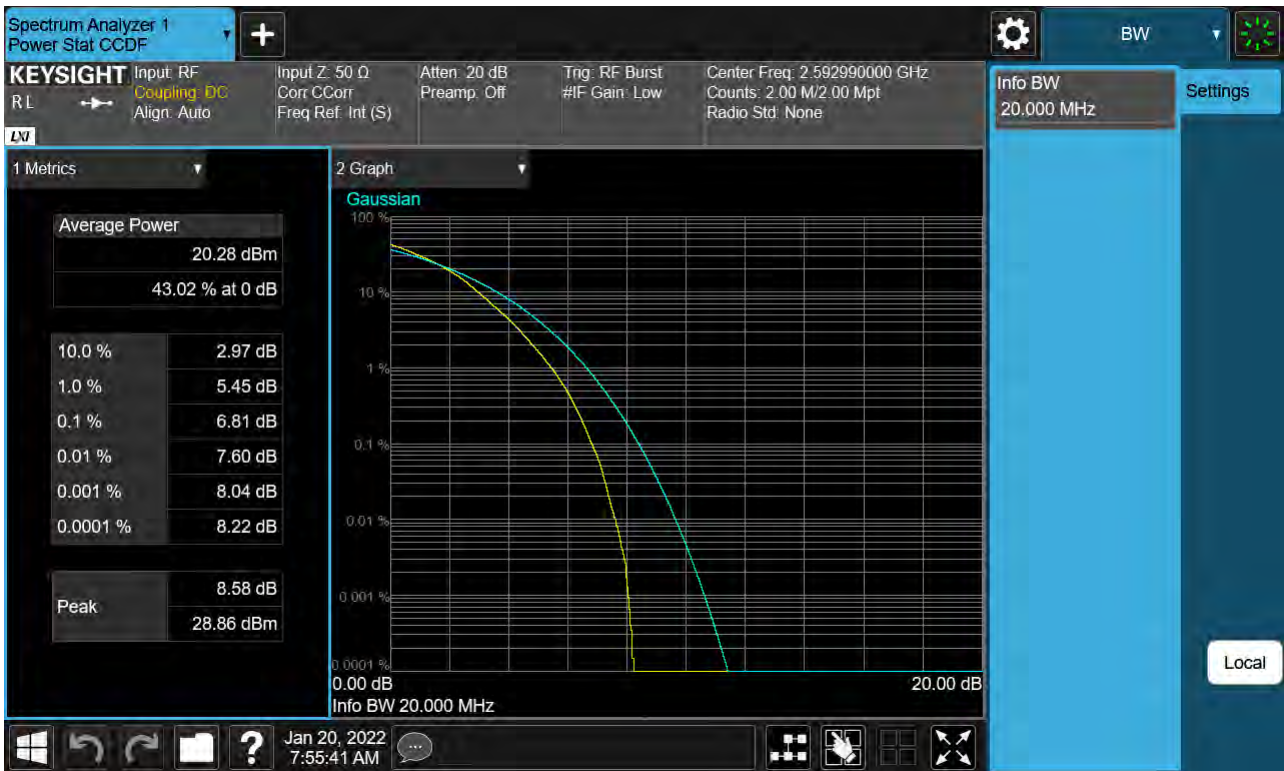 Spectrum Analyzer 1
Power Stat CCDF
BW
KEYSIGHT
R L
LXI
Input: RF
Coupling: DC
Align: Auto
Input Z: 50 Ω
Corr CCorr
Freq Ref: Int (S)
Atten: 20 dB
Preamp: Off
Trig: RF Burst
#IF Gain: Low
Center Freq: 2.592990000 GHz
Counts: 2.00 M/2.00 Mpt
Radio Std: None
Info BW
20.000 MHz
Settings
1 Metrics
Average Power
20.28 dBm
43.02 % at 0 dB
10.0 % 2.97 dB
1.0 % 5.45 dB
0.1 % 6.81 dB
0.01 % 7.60 dB
0.001 % 8.04 dB
0.0001 % 8.22 dB
Peak
8.58 dB
28.86 dBm
2 Graph
Gaussian
100 %
10 %
1 %
0.1 %
0.01 %
0.001 %
0.0001 %
0.00 dB 20.00 dB
Info BW 20.000 MHz
Local
?
Jan 20, 2022
7:55:41 AM